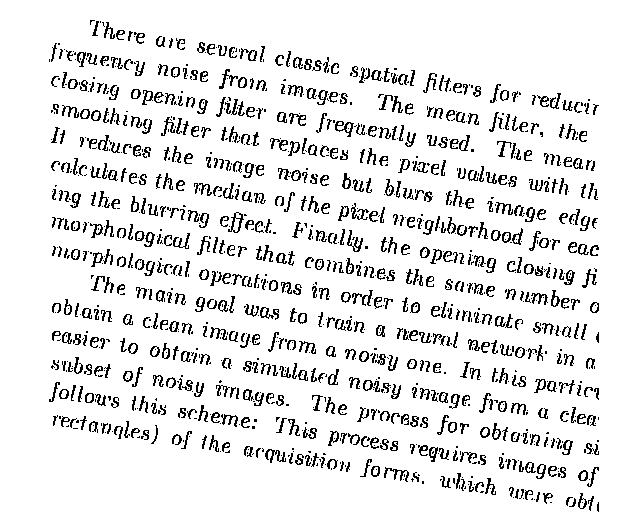 There are several classic spatial filters for reducin
frequency noise from images. The mean filter, the
closing opening filter are frequently used. The mean
smoothing filter that replaces the pixel values with th
It reduces the image noise but blurs the image edge
calculates the median of the pixel neighborhood for eac
ing the blurring effect. Finally, the opening closing fi
morphological filter that combines the same number o
morphological operations in order to eliminate small
The main goal was to train a neural network in a
obtain a clean image from a noisy one. In this particu
easier to obtain a simulated noisy image from a clea
subset of noisy images. The process for obtaining si
follows this scheme: This process requires images of
rectangles) of the acquisition forms, which were obt